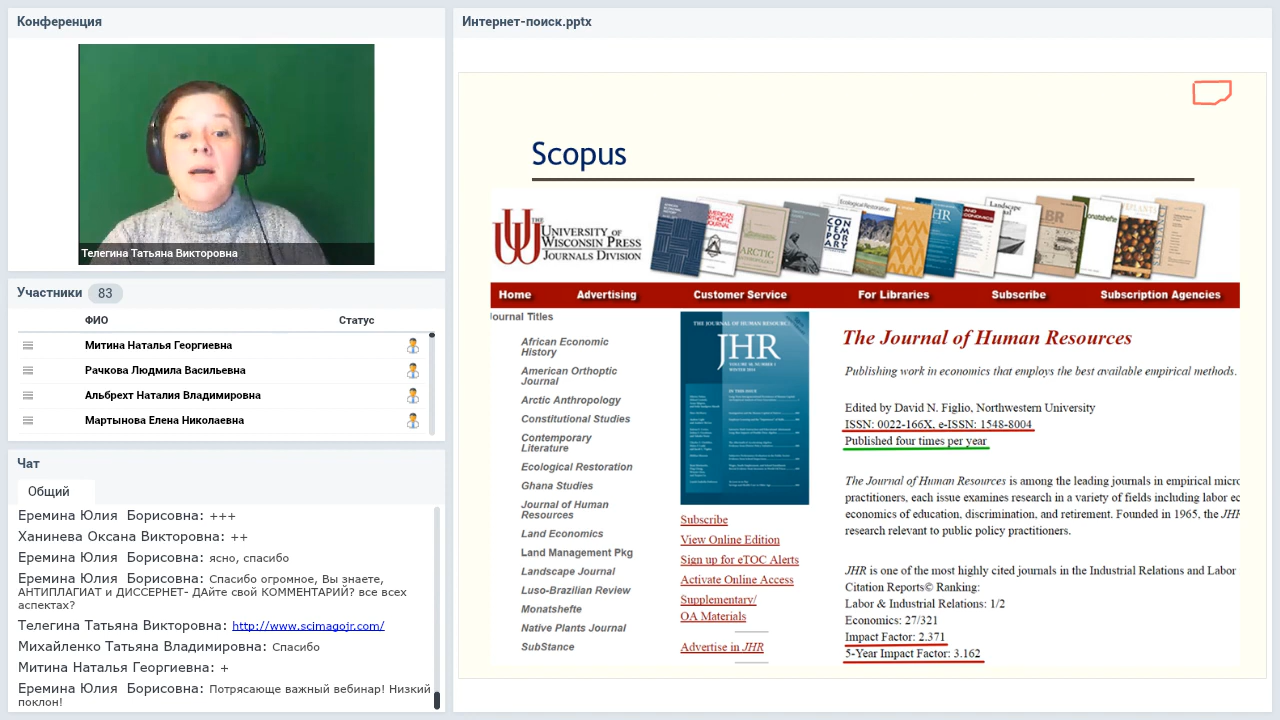 Конференция
Телегина Татьяна Викторовна
Участники 83
ФИО Статус
Митина Наталья Георгиевна
Рачкова Людмила Васильевна
Альбрехт Наталия Владимировна
тынова Елена Николаевна
Чат
Общий
Еремина Юлия Борисовна: +++
Ханинева Оксана Викторовна: ++
Еремина Юлия Борисовна: ясно, спасибо
Еремина Юлия Борисовна: Спасибо огромное, Вы знаете,
АНТИПЛАГИАТ и ДИССЕРНЕТ- ДАйте свой КОММЕНТАРИЙ? все всех
аспектах?
Телегина Татьяна Викторовна: http://www.scimagojr.com/
Михайленко Татьяна Владимировна: Спасибо
Митина Наталья Георгиевна: +
Еремина Юлия Борисовна: Потрясающе важный вебинар! Низкий
поклон!
Интернет-поиск.pptx
Scopus
THE
UNIVERSITY OF
WISCONSIN PRESS
JOURNALS DIVISION
Home Advertising Customer Service For Libraries Subscribe Subscription Agencies
Journal Titles
African Economic
History
American Orthoptic
Journal
Arctic Anthropology
Constitutional Studies
Contemporary
Literature
Ecological Restoration
Ghana Studies
Journal of Human
Resources
Land Economics
Land Management Pkg
Landscape Journal
Luso-Brazilian Review
Monatshefte
Native Plants Journal
SubStance
THE JOURNAL OF HUMAN RESOURCES
JHR
Subscribe
View Online Edition
Sign up for eTOC Alerts
Activate Online Access
Supplementary/
OA Materials
Advertise in JHR
The Journal of Human Resources
Publishing work in economics that employs the best available empirical methods.
Edited by David N. Figlio, Northwestern University
ISSN: 0022-166X, e-ISSN: 1548-8004
Published four times per year
The Journal of Human Resources is among the leading journals in empirical micr
practitioners, each issue examines research in a variety of fields including labor ec
economics of education, discrimination, and retirement. Founded in 1965, the JHR
research relevant to public policy practitioners.
JHR is one of the most highly cited journals in the Industrial Relations and Labor
Citation Reports© Ranking:
Labor & Industrial Relations: 1/2
Economics: 27/321
Impact Factor: 2.371
5-Year Impact Factor: 3.162